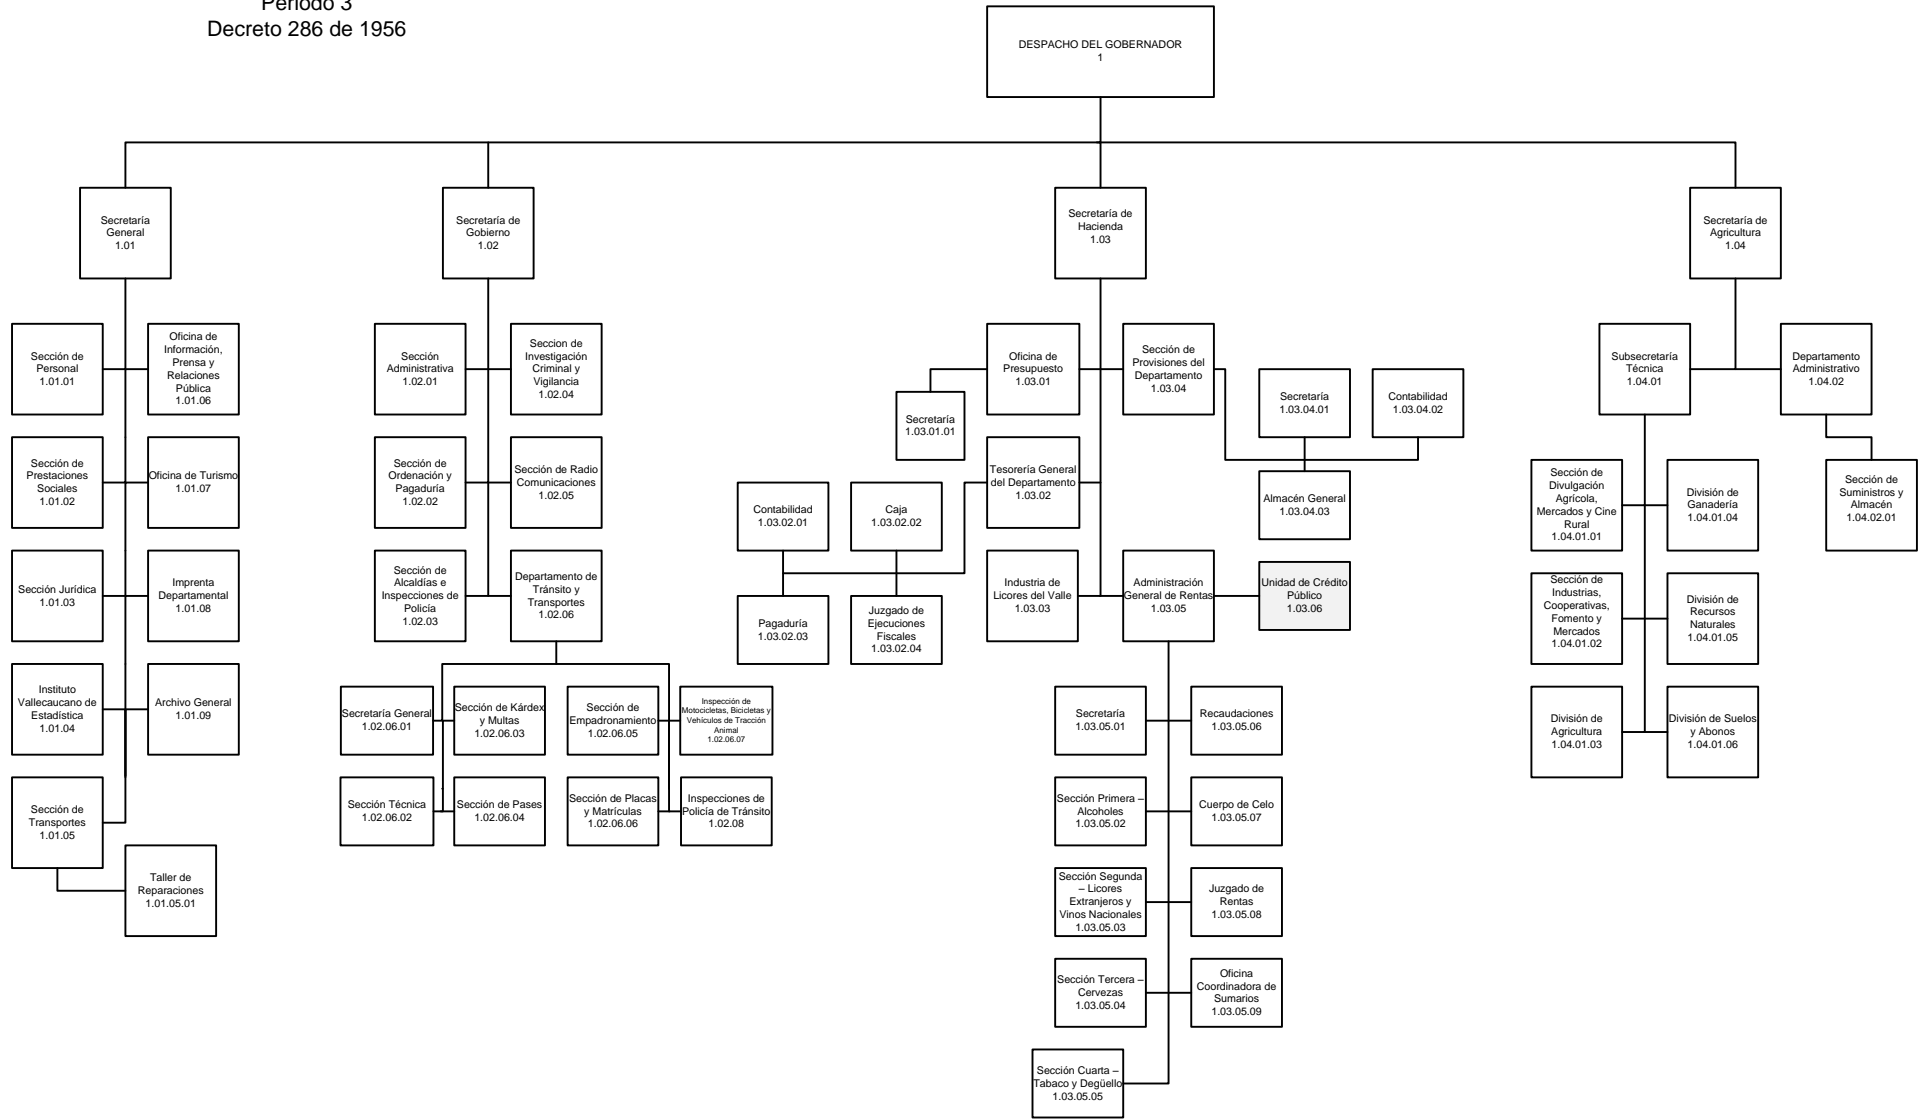 Periodo 3
Decreto 286 de 1956
DESPACHO DEL GOBERNADOR
1
Secretaría
General
1.01
Secretaría de
Gobierno
1.02
Secretaría de
Hacienda
1.03
Secretaría de
Agricultura
1.04
Sección de
Personal
1.01.01
Oficina de
Información,
Prensa y
Relaciones
Pública
1.01.06
Sección de
Prestaciones
Sociales
1.01.02
Oficina de Turismo
1.01.07
Sección Jurídica
1.01.03
Imprenta
Departamental
1.01.08
Instituto
Vallecaucano de
Estadística
1.01.04
Archivo General
1.01.09
Sección de
Transportes
1.01.05
Taller de
Reparaciones
1.01.05.01
Sección
Administrativa
1.02.01
Seccion de
Investigación
Criminal y
Vigilancia
1.02.04
Sección de
Ordenación y
Pagaduría
1.02.02
Sección de Radio
Comunicaciones
1.02.05
Sección de
Alcaldías e
Inspecciones de
Policía
1.02.03
Departamento de
Tránsito y
Transportes
1.02.06
Secretaría General
1.02.06.01
Sección de Kárdex
y Multas
1.02.06.03
Sección de
Empadronamiento
1.02.06.05
Inspección de
Motocicletas, Bicicletas y
Vehículos de Tracción
Animal
1.02.06.07
Sección Técnica
1.02.06.02
Sección de Pases
1.02.06.04
Sección de Placas
y Matrículas
1.02.06.06
Inspecciones de
Policía de Tránsito
1.02.08
Oficina de
Presupuesto
1.03.01
Sección de
Provisiones del
Departamento
1.03.04
Secretaría
1.03.01.01
Secretaría
1.03.04.01
Contabilidad
1.03.04.02
Almacén General
1.03.04.03
Tesorería General
del Departamento
1.03.02
Contabilidad
1.03.02.01
Caja
1.03.02.02
Pagaduría
1.03.02.03
Juzgado de
Ejecuciones
Fiscales
1.03.02.04
Industria de
Licores del Valle
1.03.03
Administración
General de Rentas
1.03.05
Unidad de Crédito
Público
1.03.06
Secretaría
1.03.05.01
Recaudaciones
1.03.05.06
Sección Primera –
Alcoholes
1.03.05.02
Cuerpo de Celo
1.03.05.07
Sección Segunda
– Licores
Extranjeros y
Vinos Nacionales
1.03.05.03
Juzgado de
Rentas
1.03.05.08
Sección Tercera –
Cervezas
1.03.05.04
Oficina
Coordinadora de
Sumarios
1.03.05.09
Sección Cuarta –
Tabaco y Degüello
1.03.05.05
Subsecretaría
Técnica
1.04.01
Departamento
Administrativo
1.04.02
Sección de
Divulgación
Agrícola,
Mercados y Cine
Rural
1.04.01.01
División de
Ganadería
1.04.01.04
Sección de
Suministros y
Almacén
1.04.02.01
Sección de
Industrias,
Cooperativas,
Fomento y
Mercados
1.04.01.02
División de
Recursos
Naturales
1.04.01.05
División de
Agricultura
1.04.01.03
División de Suelos
y Abonos
1.04.01.06